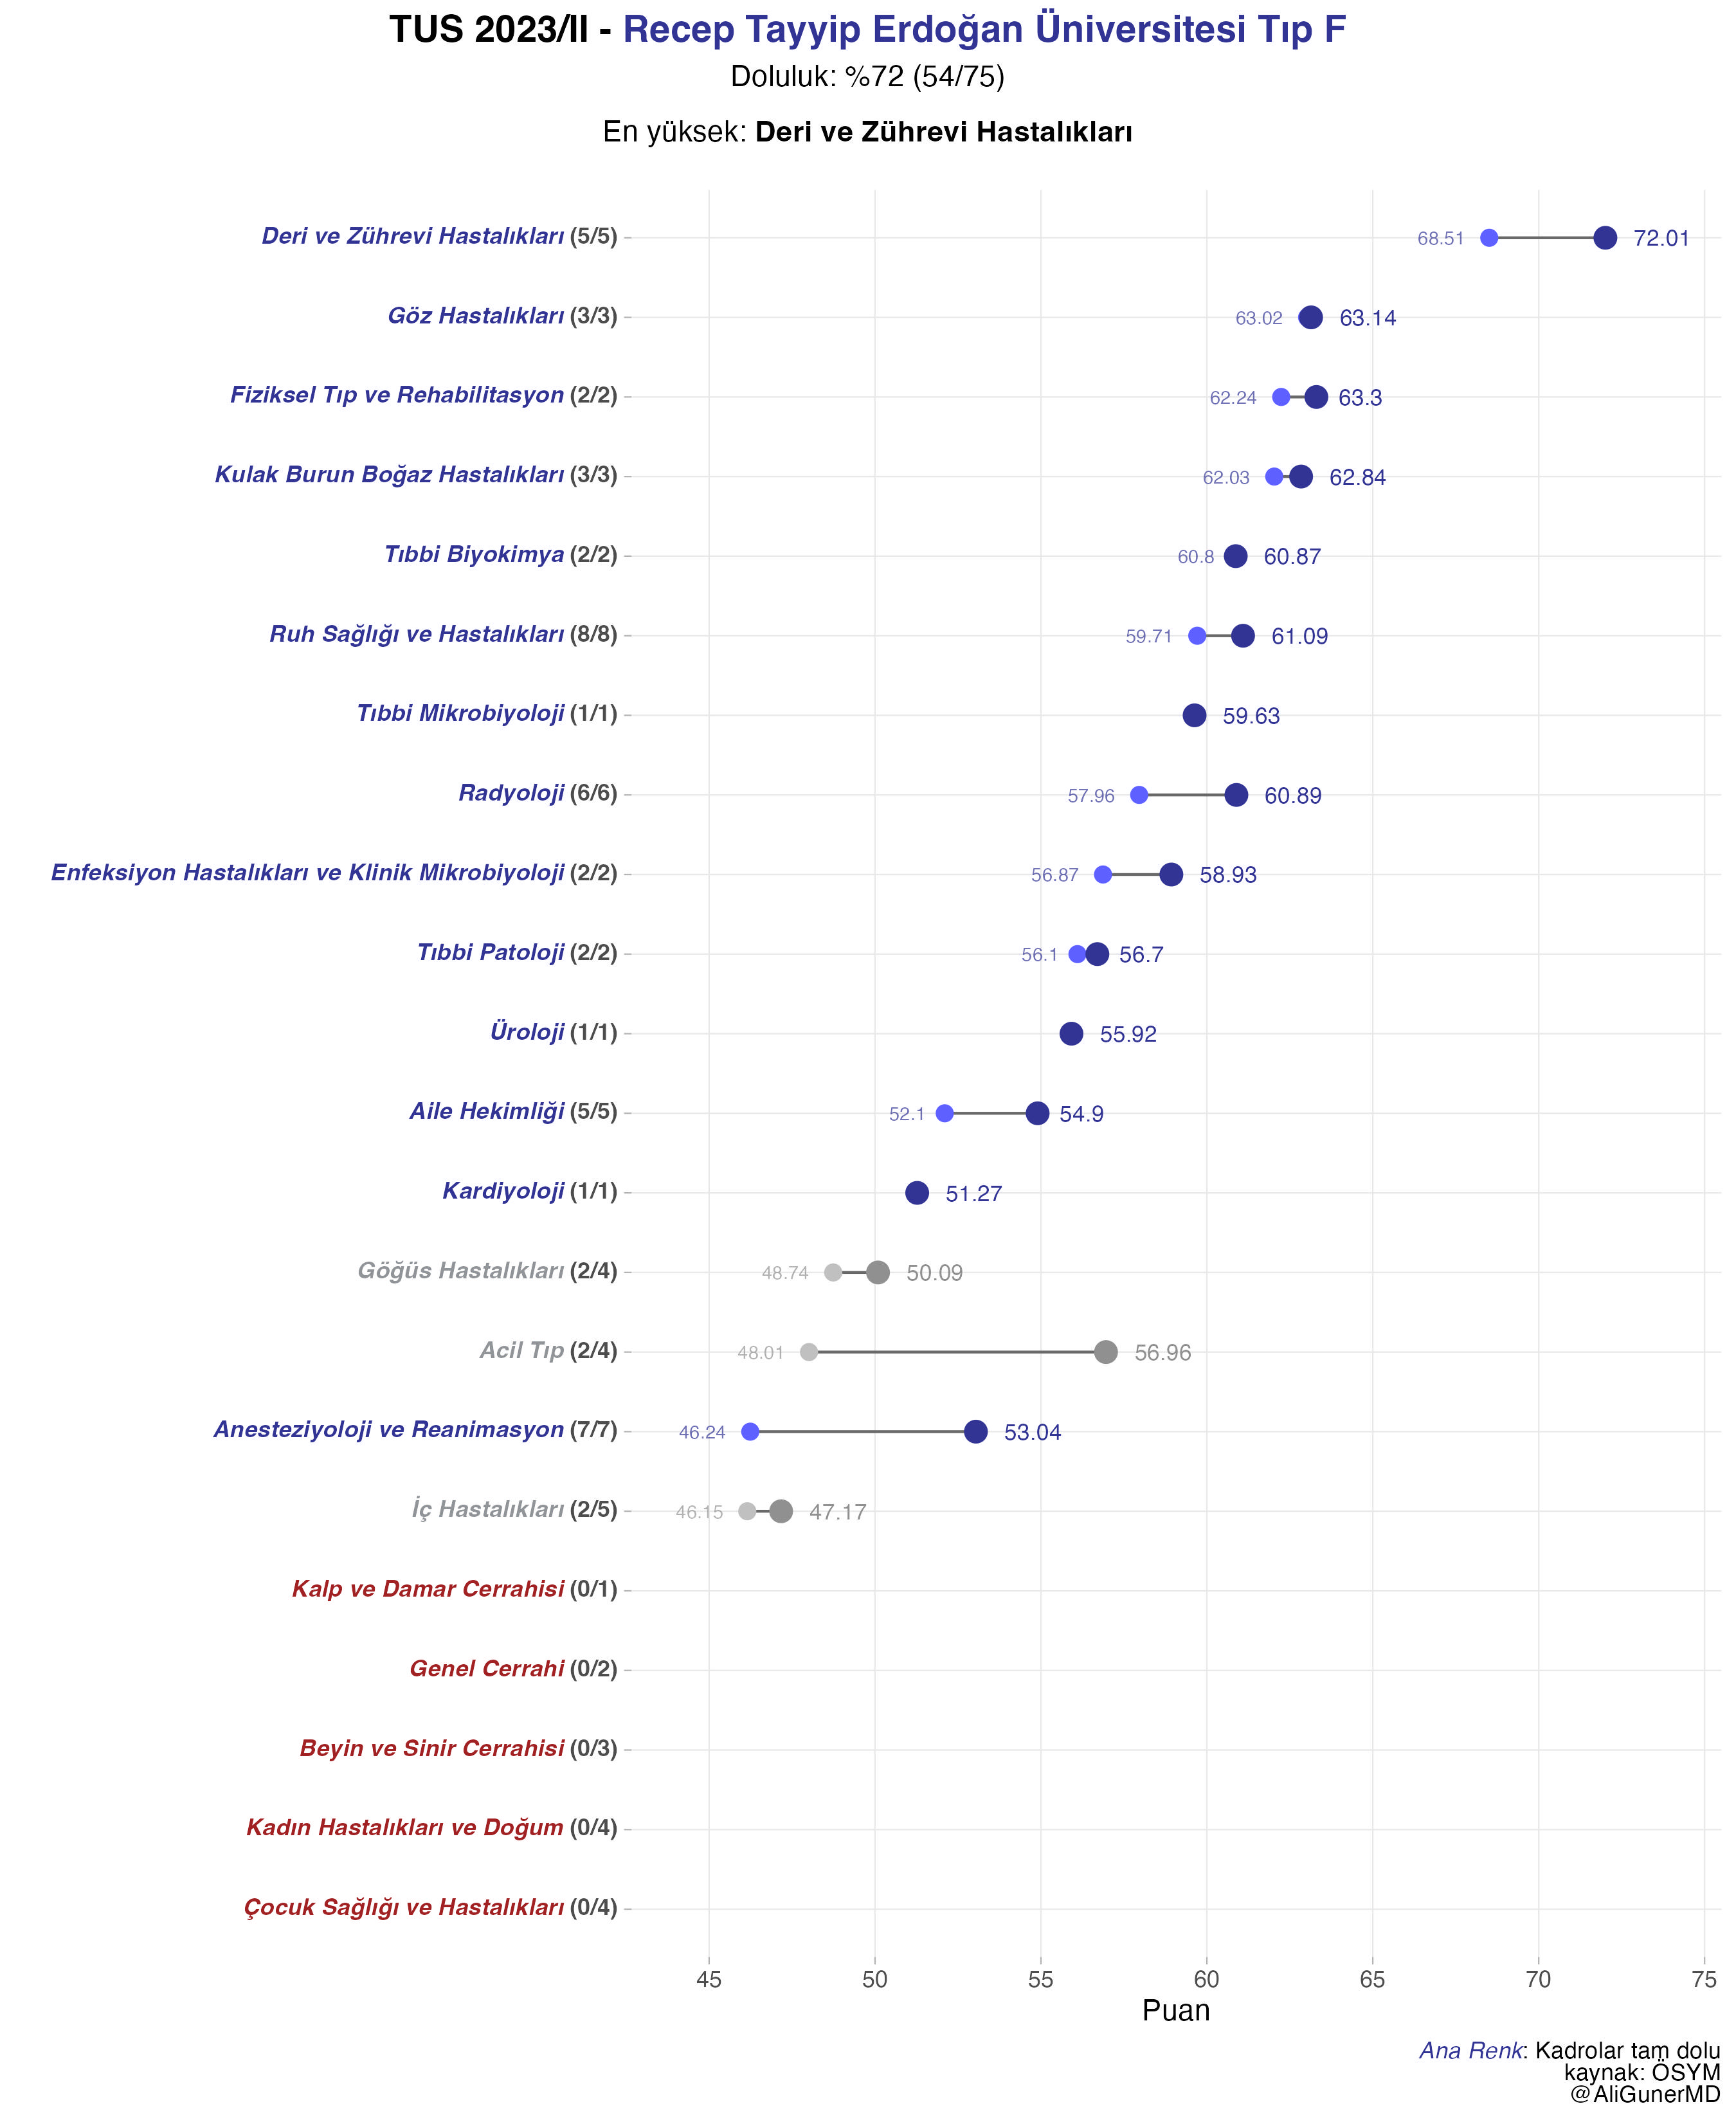 TUS 2023/II - Recep Tayyip Erdoğan Üniversitesi Tıp F
Doluluk: %72 (54/75)
En yüksek: Deri ve Zührevi Hastalıkları
Deri ve Zührevi Hastalıkları (5/5) 68.51 72.01
Göz Hastalıkları (3/3) 63.02 63.14
Fiziksel Tıp ve Rehabilitasyon (2/2) 62.24 63.3
Kulak Burun Boğaz Hastalıkları (3/3) 62.03 62.84
Tıbbi Biyokimya (2/2) 60.8 60.87
Ruh Sağlığı ve Hastalıkları (8/8) 59.71 61.09
Tıbbi Mikrobiyoloji (1/1) 59.63
Radyoloji (6/6) 57.96 60.89
Enfeksiyon Hastalıkları ve Klinik Mikrobiyoloji (2/2) 56.87 58.93
Tıbbi Patoloji (2/2) 56.1 56.7
Üroloji (1/1) 55.92
Aile Hekimliği (5/5) 52.1 54.9
Kardiyoloji (1/1) 51.27
Göğüs Hastalıkları (2/4) 48.74 50.09
Acil Tıp (2/4) 48.01 56.96
Anesteziyoloji ve Reanimasyon (7/7) 46.24 53.04
İç Hastalıkları (2/5) 46.15 47.17
Kalp ve Damar Cerrahisi (0/1)
Genel Cerrahi (0/2)
Beyin ve Sinir Cerrahisi (0/3)
Kadın Hastalıkları ve Doğum (0/4)
Çocuk Sağlığı ve Hastalıkları (0/4)
45 50 55 60 65 70 75
Puan
Ana Renk: Kadrolar tam dolu
kaynak: ÖSYM
@AliGunerMD